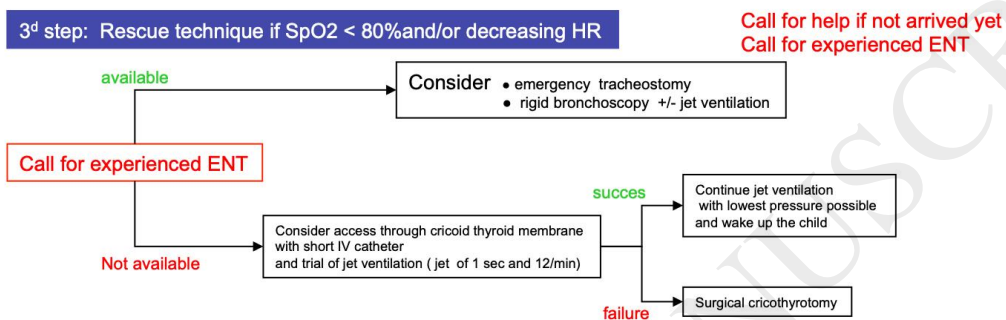 3ᵈ step: Rescue technique if SpO2 < 80%and/or decreasing HR
Call for help if not arrived yet
Call for experienced ENT
available
Consider • emergency tracheostomy
• rigid bronchoscopy +/- jet ventilation
Call for experienced ENT
Not available
Consider access through cricoid thyroid membrane
with short IV catheter
and trial of jet ventilation ( jet of 1 sec and 12/min)
succes
Continue jet ventilation
with lowest pressure possible
and wake up the child
failure
Surgical cricothyrotomy